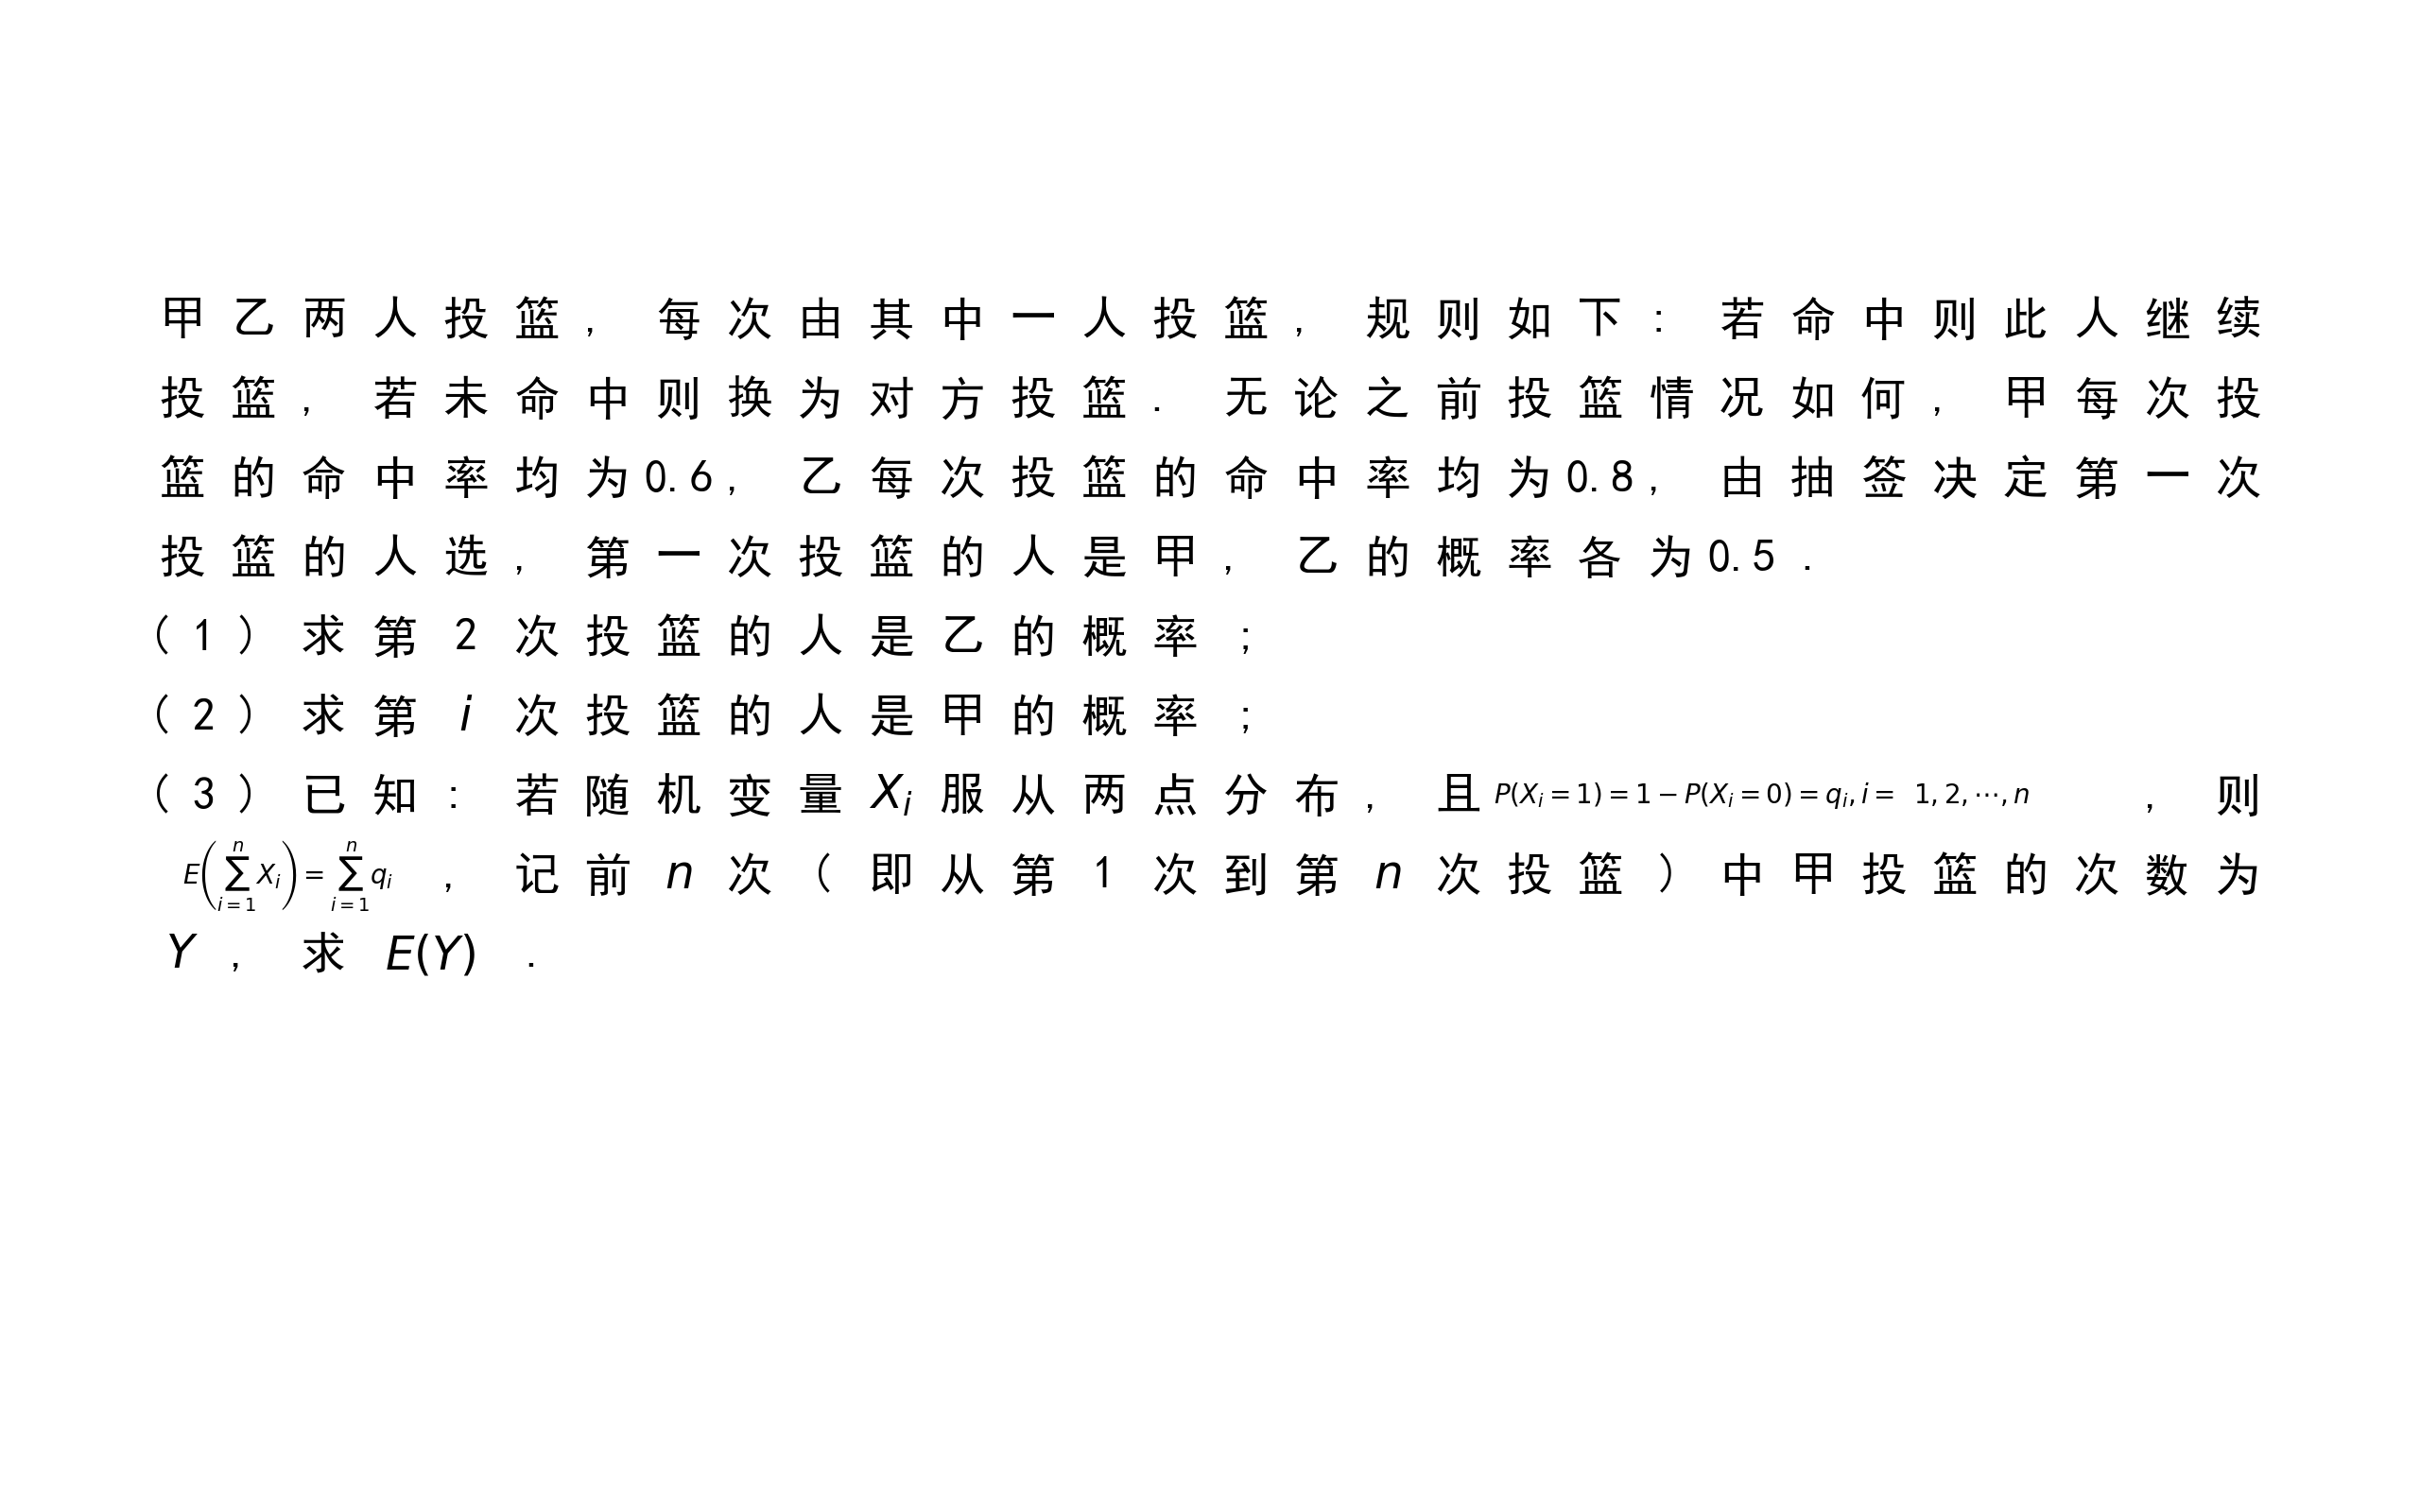 甲乙两人投篮，每次由其中一人投篮，规则如下：若命中则此人继续
投篮，若未命中则换为对方投篮．无论之前投篮情况如何，甲每次投
篮的命中率均为0.6，乙每次投篮的命中率均为0.8，由抽签决定第一次
投篮的人选，第一次投篮的人是甲，乙的概率各为0.5．
（1）求第2次投篮的人是乙的概率；
（2）求第i次投篮的人是甲的概率；
（3）已知：若随机变量X_i服从两点分布，且P(X_i=1)=1−P(X_i=0)=q_i,i= 1,2,⋯,n，则
E(∑_{i=1}^{n}X_i)=∑_{i=1}^{n}q_i，记前n次（即从第1次到第n次投篮）中甲投篮的次数为
Y，求E(Y)．